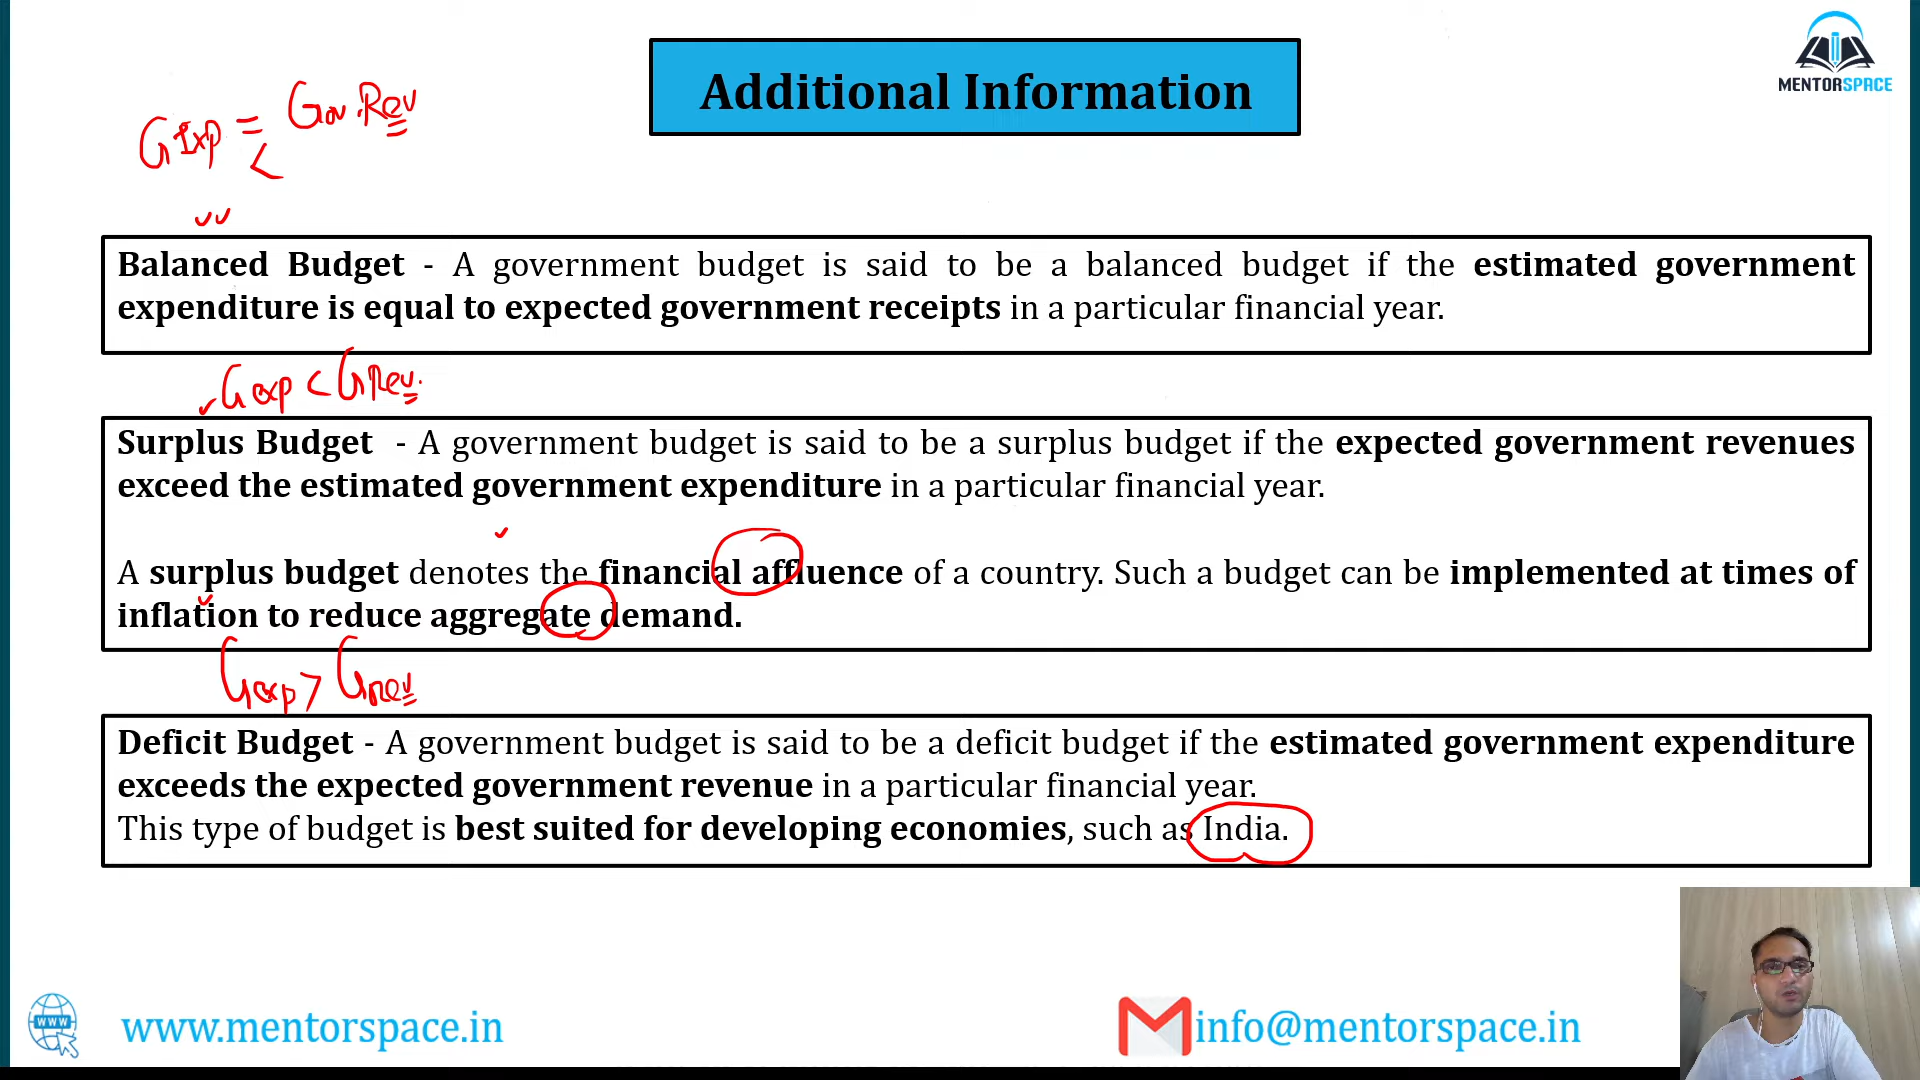 MENTORSPACE
Additional Information
G Exp = Gov. Rev
<
Balanced Budget - A government budget is said to be a balanced budget if the estimated government
expenditure is equal to expected government receipts in a particular financial year.
G exp < G Rev.
Surplus Budget - A government budget is said to be a surplus budget if the expected government revenues
exceed the estimated government expenditure in a particular financial year.
A surplus budget denotes the financial affluence of a country. Such a budget can be implemented at times of
inflation to reduce aggregate demand.
G exp > G Rev
Deficit Budget - A government budget is said to be a deficit budget if the estimated government expenditure
exceeds the expected government revenue in a particular financial year.
This type of budget is best suited for developing economies, such as India.
WWW
www.mentorspace.in
info@mentorspace.in